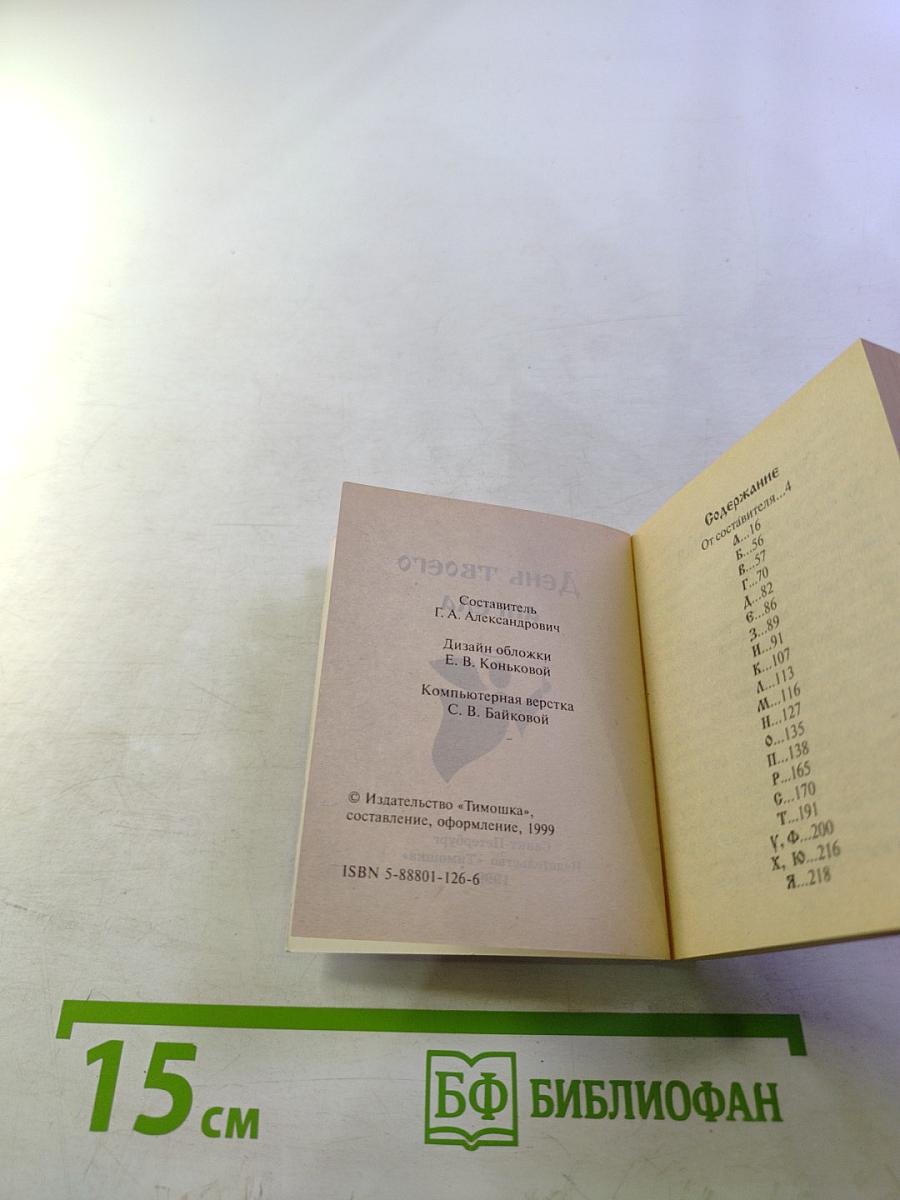 Составитель
Г. А. Александрович
Дизайн обложки
Е. В. Коньковой
Компьютерная верстка
С. В. Байковой
© Издательство «Тимошка»,
составление, оформление, 1999
ISBN 5-88801-126-6
Содержание
От составителя...4
А...16
Б...56
В...57
Г...70
Д...82
Є...86
З...89
И...91
К...107
Л...113
М...116
Н...127
О...135
П...138
Р...165
С...170
Т...191
У, Ф...200
Х, Ю...216
Я...218
15 см
БФ БИБЛИОФАН